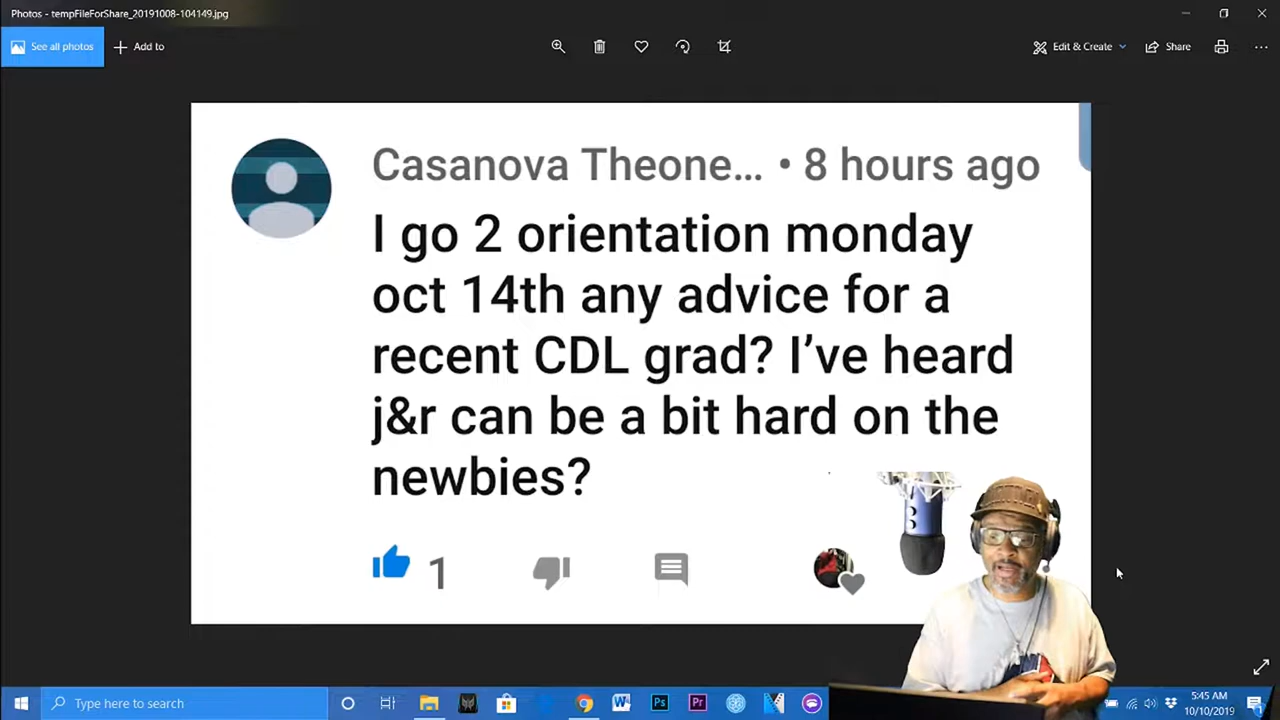 Photos - tempFileForShare_20191008-104149.jpg
See all photos
Add to
Edit & Create
Share
Casanova Theone... • 8 hours ago
I go 2 orientation monday
oct 14th any advice for a
recent CDL grad? I've heard
j&r can be a bit hard on the
newbies?
1
Type here to search
W
Ps
Pr
5:45 AM
10/10/2019